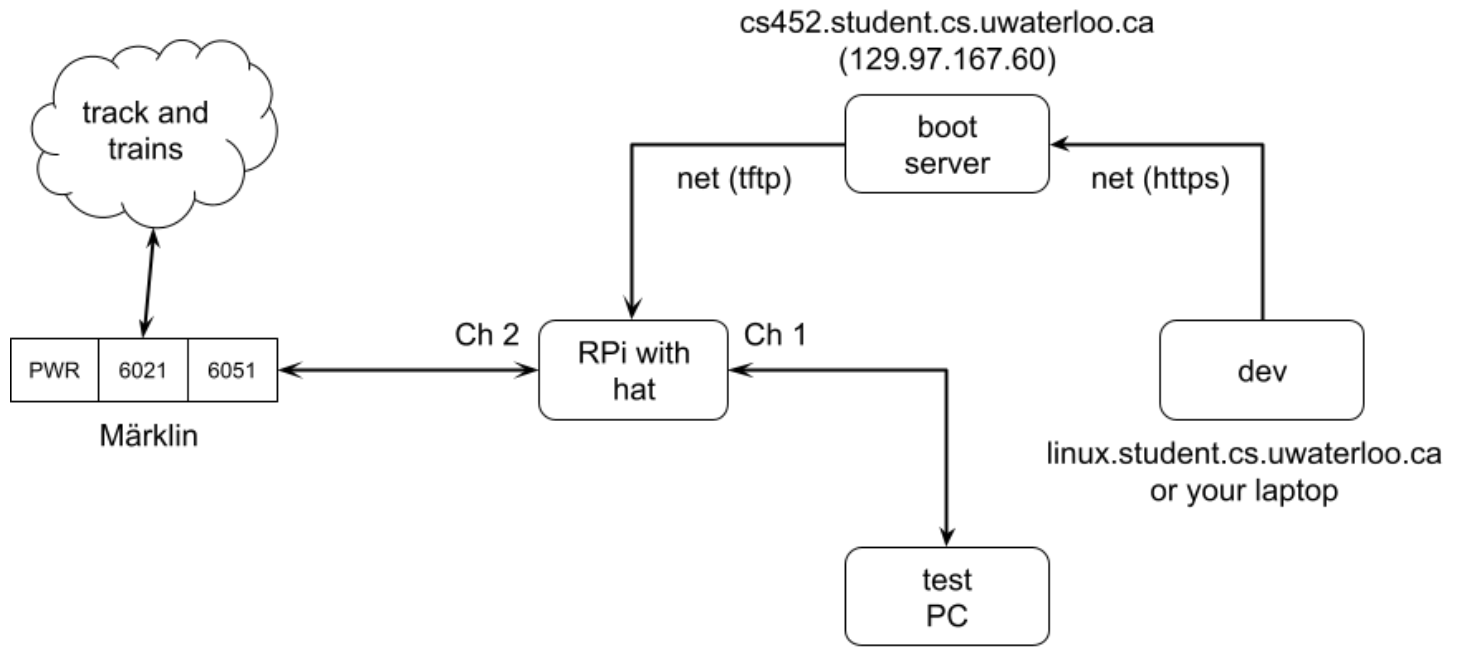 cs452.student.cs.uwaterloo.ca
(129.97.167.60)
track and
trains
boot
server
net (tftp)
net (https)
Ch 2
RPi with
hat
Ch 1
PWR
6021
6051
Märklin
dev
linux.student.cs.uwaterloo.ca
or your laptop
test
PC